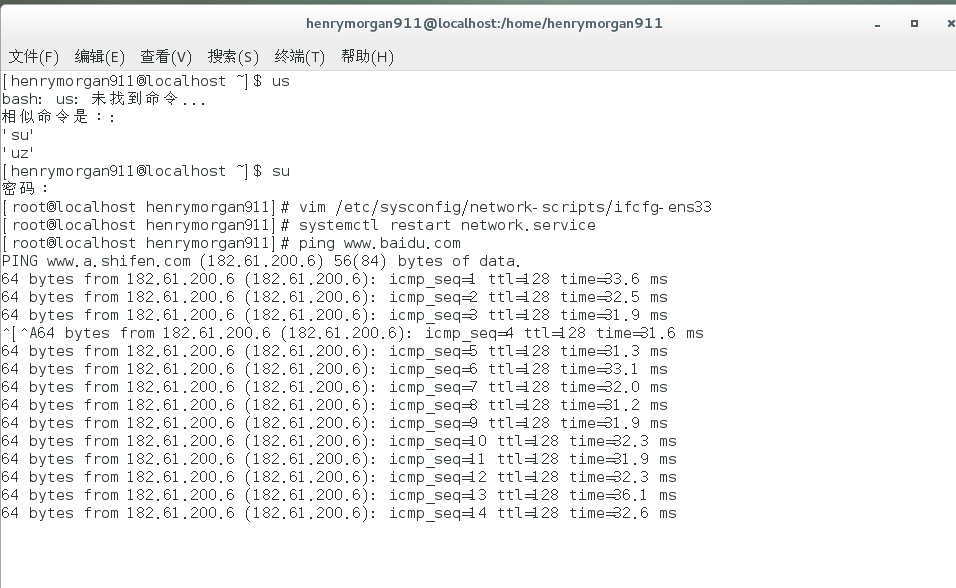 henrymorgan911@localhost:/home/henrymorgan911
文件(F) 编辑(E) 查看(V) 搜索(S) 终端(T) 帮助(H)
[henrymorgan911@localhost ~]$ us
bash: us: 未找到命令...
相似命令是：:
'su'
'uz'
[henrymorgan911@localhost ~]$ su
密码：
[root@localhost henrymorgan911]# vim /etc/sysconfig/network-scripts/ifcfg-ens33
[root@localhost henrymorgan911]# systemctl restart network.service
[root@localhost henrymorgan911]# ping www.baidu.com
PING www.a.shifen.com (182.61.200.6) 56(84) bytes of data.
64 bytes from 182.61.200.6 (182.61.200.6): icmp_seq=1 ttl=128 time=33.6 ms
64 bytes from 182.61.200.6 (182.61.200.6): icmp_seq=2 ttl=128 time=32.5 ms
64 bytes from 182.61.200.6 (182.61.200.6): icmp_seq=3 ttl=128 time=31.9 ms
^[^A64 bytes from 182.61.200.6 (182.61.200.6): icmp_seq=4 ttl=128 time=31.6 ms
64 bytes from 182.61.200.6 (182.61.200.6): icmp_seq=5 ttl=128 time=31.3 ms
64 bytes from 182.61.200.6 (182.61.200.6): icmp_seq=6 ttl=128 time=33.1 ms
64 bytes from 182.61.200.6 (182.61.200.6): icmp_seq=7 ttl=128 time=32.0 ms
64 bytes from 182.61.200.6 (182.61.200.6): icmp_seq=8 ttl=128 time=31.2 ms
64 bytes from 182.61.200.6 (182.61.200.6): icmp_seq=9 ttl=128 time=31.9 ms
64 bytes from 182.61.200.6 (182.61.200.6): icmp_seq=10 ttl=128 time=32.3 ms
64 bytes from 182.61.200.6 (182.61.200.6): icmp_seq=11 ttl=128 time=31.9 ms
64 bytes from 182.61.200.6 (182.61.200.6): icmp_seq=12 ttl=128 time=32.3 ms
64 bytes from 182.61.200.6 (182.61.200.6): icmp_seq=13 ttl=128 time=36.1 ms
64 bytes from 182.61.200.6 (182.61.200.6): icmp_seq=14 ttl=128 time=32.6 ms